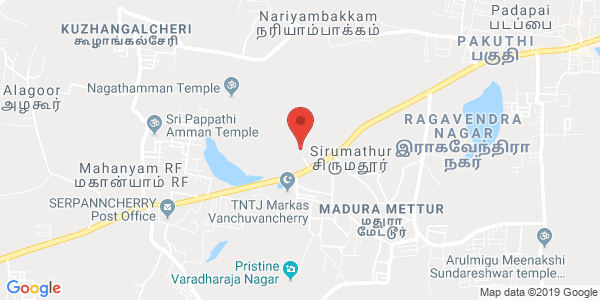 Nariyambakkam
நரியாம்பாக்கம்
Padapai
படப்பை
KUZHANGALCHERI
கூழாங்கல்சேரி
PAKUTHI
பகுதி
Alagoor
அழகூர்
Nagathamman Temple
Sri Pappathi
Amman Temple
RAGAVENDRA
NAGAR
இராகவேந்திரா
நகர்
Sirumathur
சிருமதூர்
Mahanyam RF
மகான்யாம் RF
SERPANNCHERRY
Post Office
TNTJ Markas
Vanchuvancherry
MADURA METTUR
மதுரா
மேட்டூர்
Arulmigu Meenakshi
Sundareshwar temple...
Pristine
Varadharaja Nagar
Google
Map data ©2019 Google